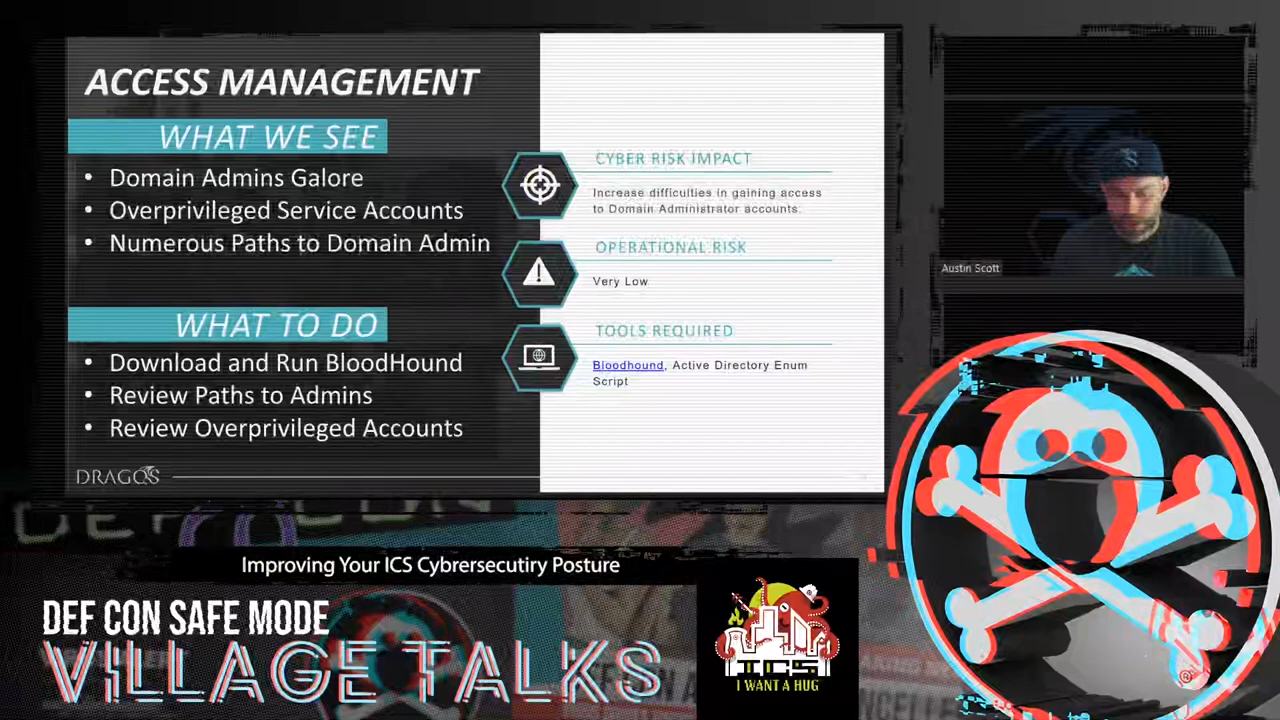 ACCESS MANAGEMENT
WHAT WE SEE
• Domain Admins Galore
• Overprivileged Service Accounts
• Numerous Paths to Domain Admin
WHAT TO DO
• Download and Run BloodHound
• Review Paths to Admins
• Review Overprivileged Accounts
DRAGOS
CYBER RISK IMPACT
Increase difficulties in gaining access
to Domain Administrator accounts.
OPERATIONAL RISK
Very Low
TOOLS REQUIRED
Bloodhound, Active Directory Enum
Script
Austin Scott
DEF CON
Improving Your ICS Cybrersecutiry Posture
DEF CON SAFE MODE
VILLAGE TALKS
ICS
I WANT A HUG